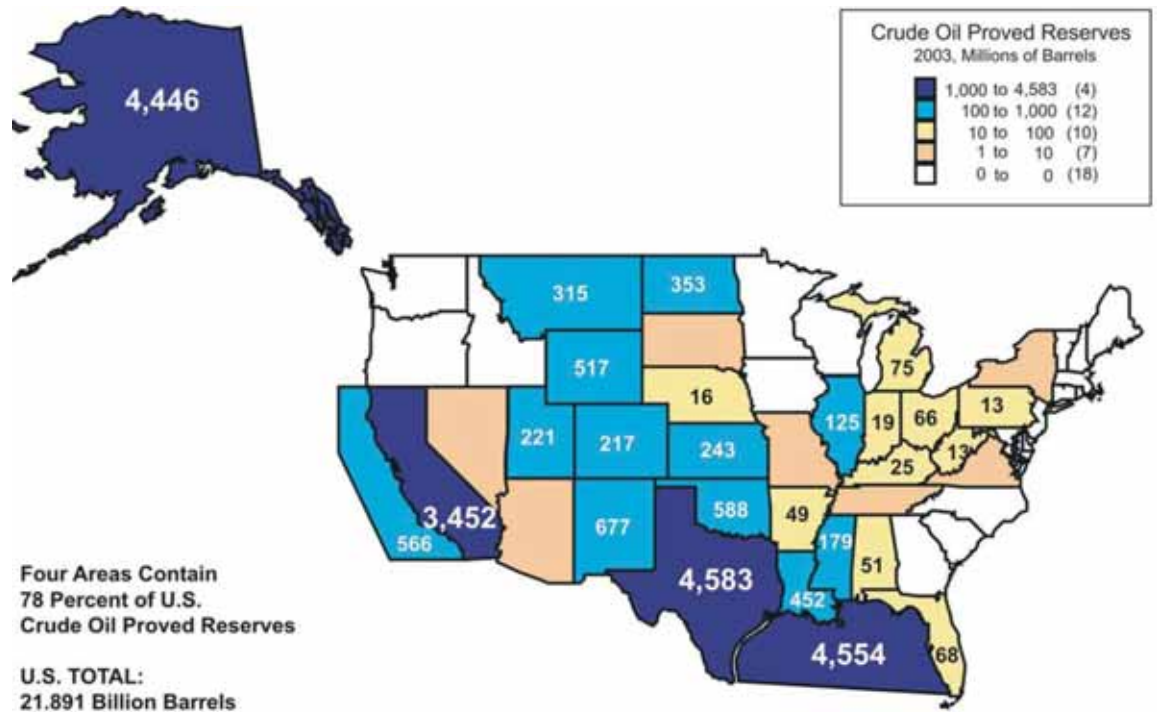 Crude Oil Proved Reserves
2003, Millions of Barrels
1,000 to 4,583 (4)
100 to 1,000 (12)
10 to 100 (10)
1 to 10 (7)
0 to 0 (18)
4,446
315
353
517
16
75
221
217
243
125
19
66
13
25
13
3,452
566
677
588
49
179
51
4,583
452
4,554
68
Four Areas Contain
78 Percent of U.S.
Crude Oil Proved Reserves
U.S. TOTAL:
21.891 Billion Barrels